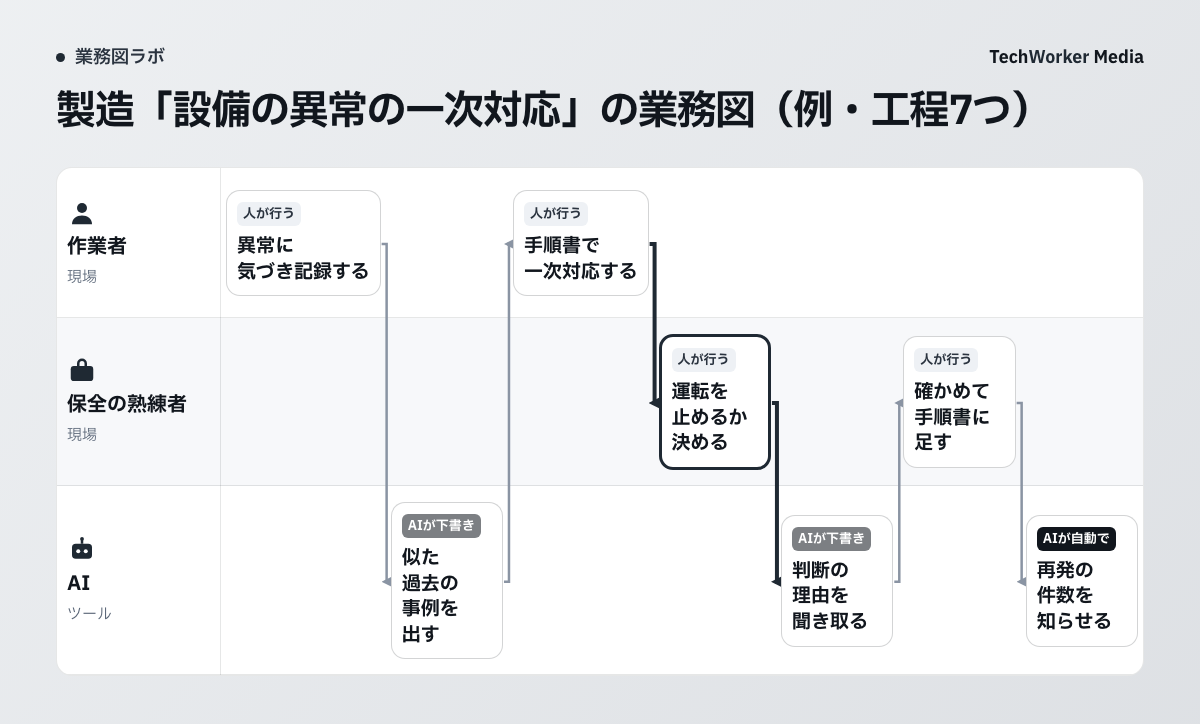 業務図ラボ
TechWorker Media
製造「設備の異常の一次対応」の業務図（例・工程7つ）
作業者
現場
人が行う
異常に
気づき記録する
人が行う
手順書で
一次対応する
保全の熟練者
現場
人が行う
運転を
止めるか
決める
人が行う
確かめて
手順書に
足す
AI
ツール
AIが下書き
似た
過去の
事例を
出す
AIが下書き
判断の
理由を
聞き取る
AIが自動で
再発の
件数を
知らせる